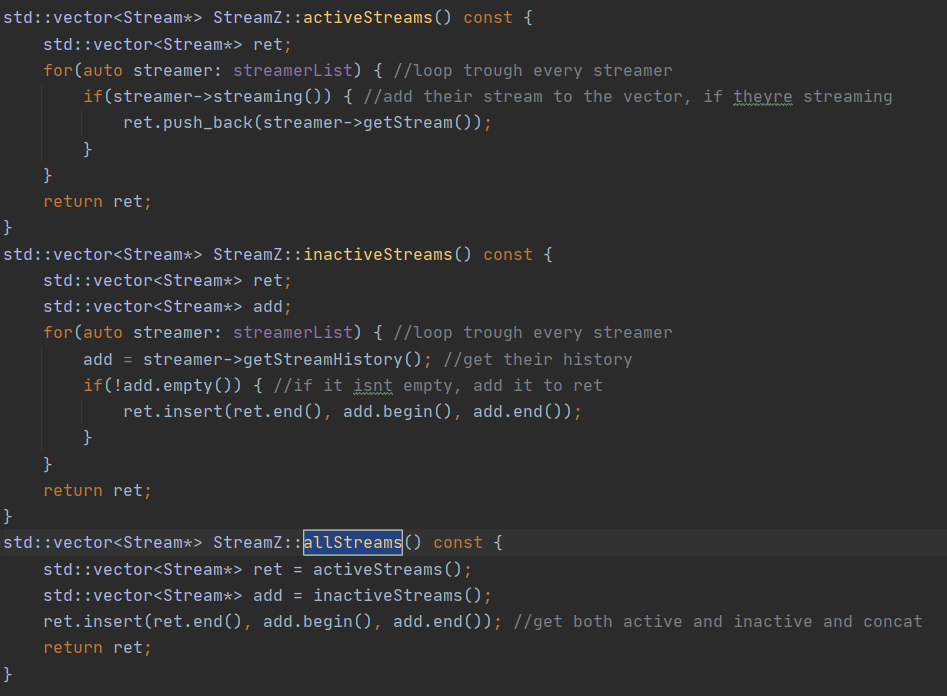 std::vector<Stream*> StreamZ::activeStreams() const {
    std::vector<Stream*> ret;
    for(auto streamer: streamerList) { //loop trough every streamer
        if(streamer->streaming()) { //add their stream to the vector, if theyre streaming
            ret.push_back(streamer->getStream());
        }
    }
    return ret;
}
std::vector<Stream*> StreamZ::inactiveStreams() const {
    std::vector<Stream*> ret;
    std::vector<Stream*> add;
    for(auto streamer: streamerList) { //loop trough every streamer
        add = streamer->getStreamHistory(); //get their history
        if(!add.empty()) { //if it isnt empty, add it to ret
            ret.insert(ret.end(), add.begin(), add.end());
        }
    }
    return ret;
}
std::vector<Stream*> StreamZ::allStreams() const {
    std::vector<Stream*> ret = activeStreams();
    std::vector<Stream*> add = inactiveStreams();
    ret.insert(ret.end(), add.begin(), add.end()); //get both active and inactive and concat
    return ret;
}